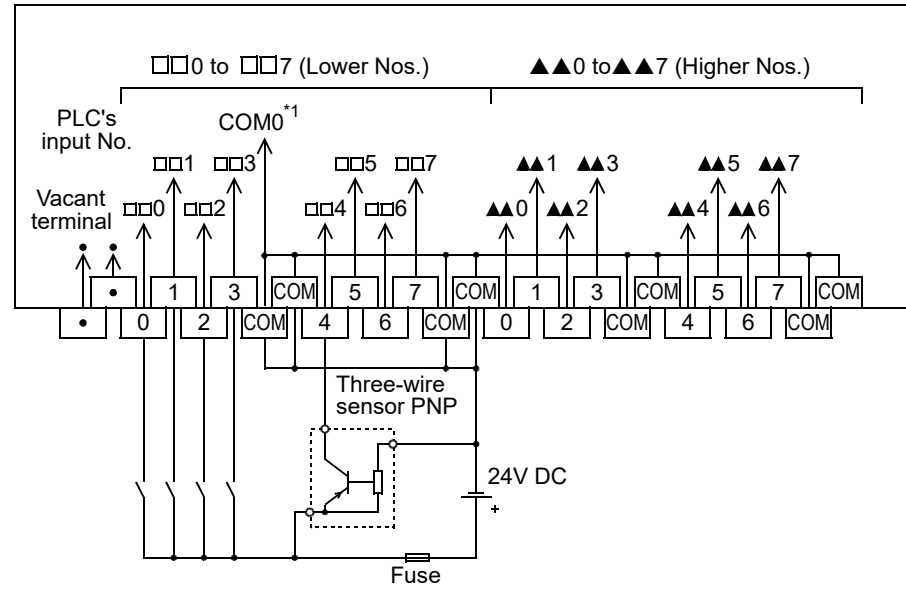 □□0 to □□7 (Lower Nos.) ▲▲0 to▲▲7 (Higher Nos.)
PLC's
input No.
COM0*1
□□1 □□3 □□5 □□7 ▲▲1 ▲▲3 ▲▲5 ▲▲7
Vacant
terminal
□□0 □□2 □□4 □□6 ▲▲0 ▲▲2 ▲▲4 ▲▲6
• •
• 1 3 COM 5 7 COM 1 3 COM 5 7 COM
• 0 2 COM 4 6 COM 0 2 COM 4 6 COM
Three-wire
sensor PNP
24V DC
+
Fuse